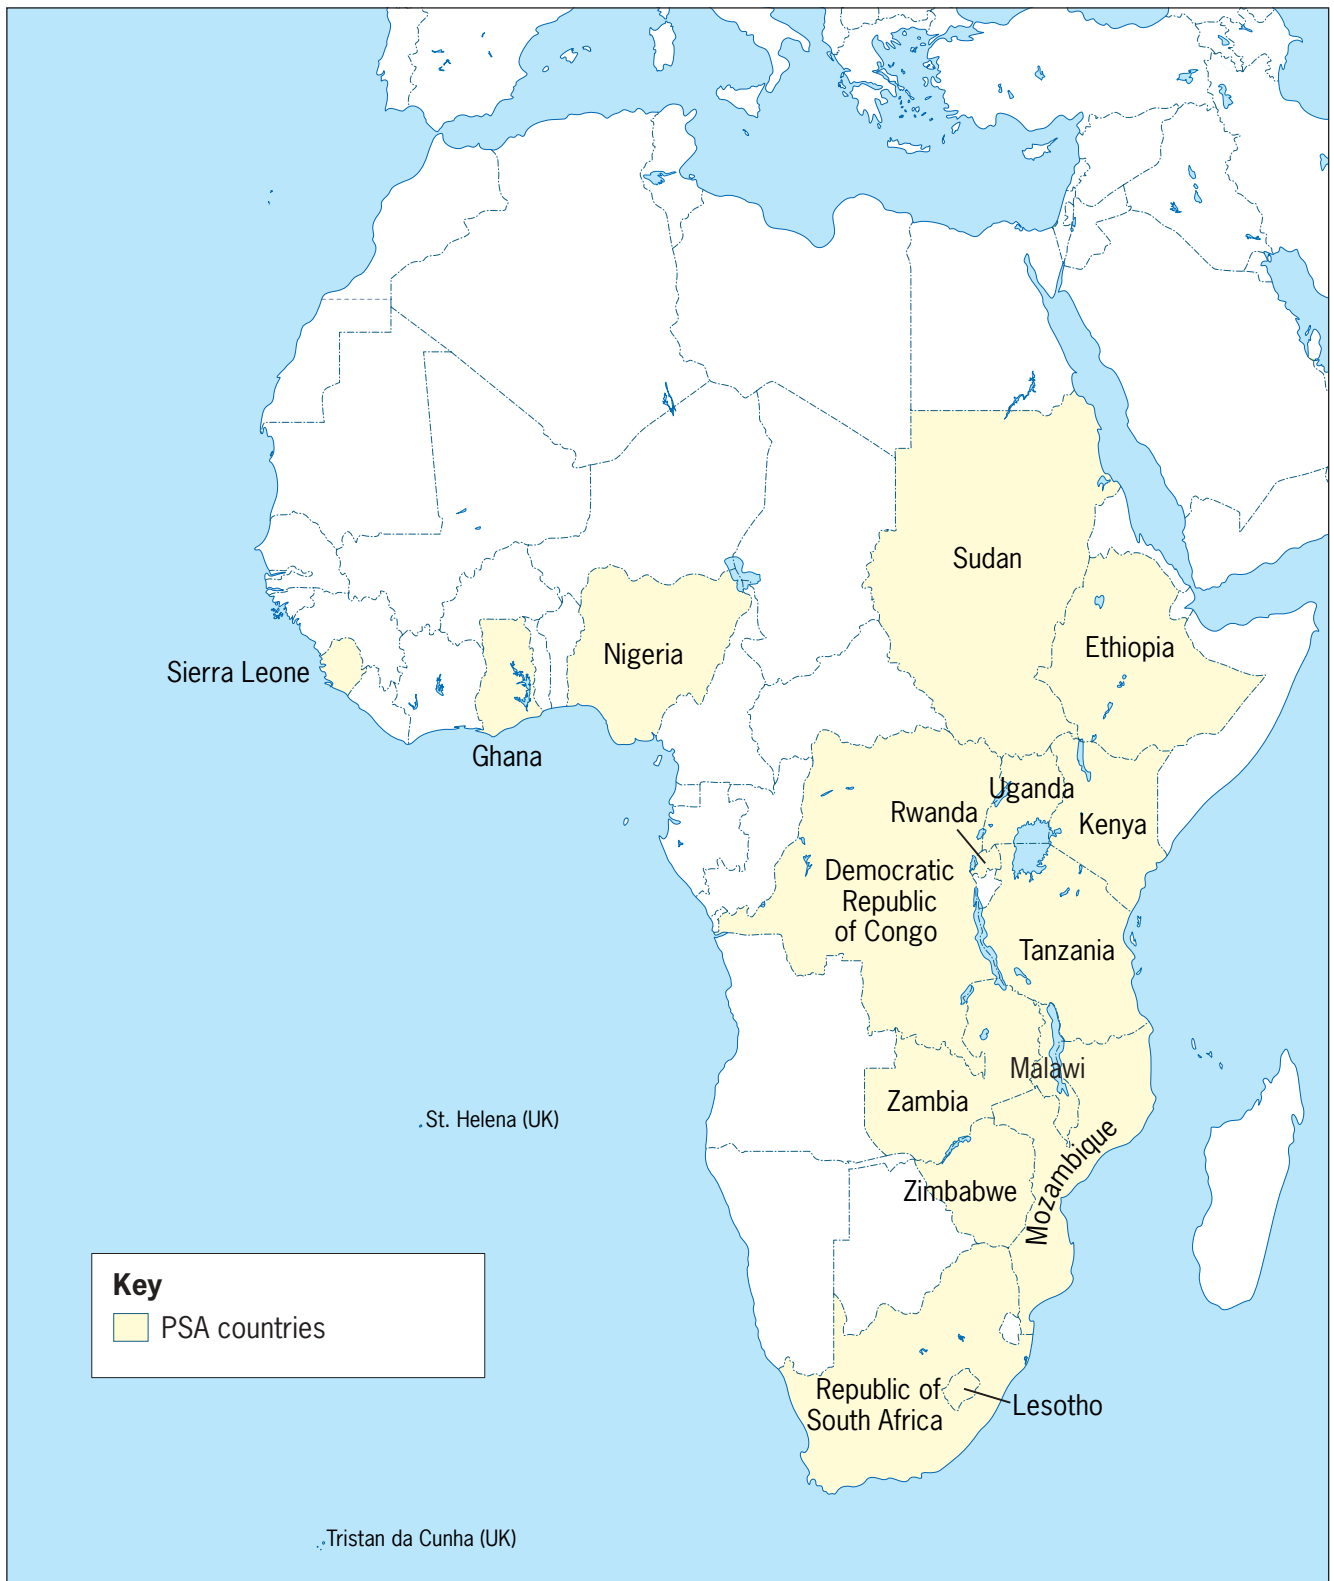 Sudan
Ethiopia
Nigeria
Sierra Leone
Ghana
Uganda
Rwanda
Kenya
Democratic
Republic
of Congo
Tanzania
Malawi
Zambia
St. Helena (UK)
Mozambique
Zimbabwe
Key
PSA countries
Republic of
South Africa
Lesotho
Tristan da Cunha (UK)